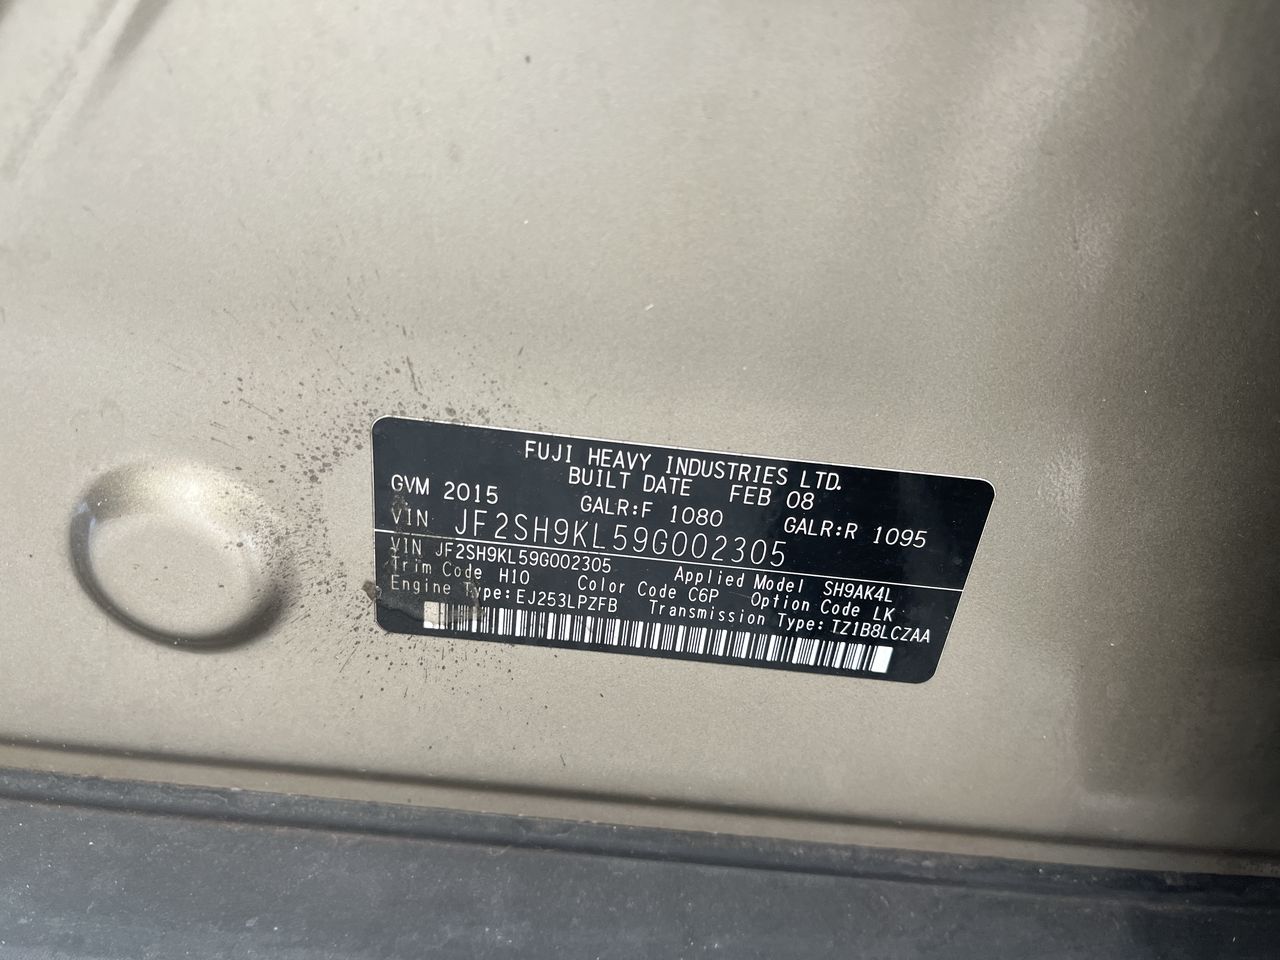 FUJI HEAVY INDUSTRIES LTD.
BUILT DATE FEB 08
GVM 2015 GALR:F 1080 GALR:R 1095
VIN JF2SH9KL59G002305
VIN JF2SH9KL59G002305 Applied Model SH9AK4L
Trim Code H10 Color Code C6P Option Code LK
Engine Type:EJ253LPZFB Transmission Type:TZ1B8LCZAA